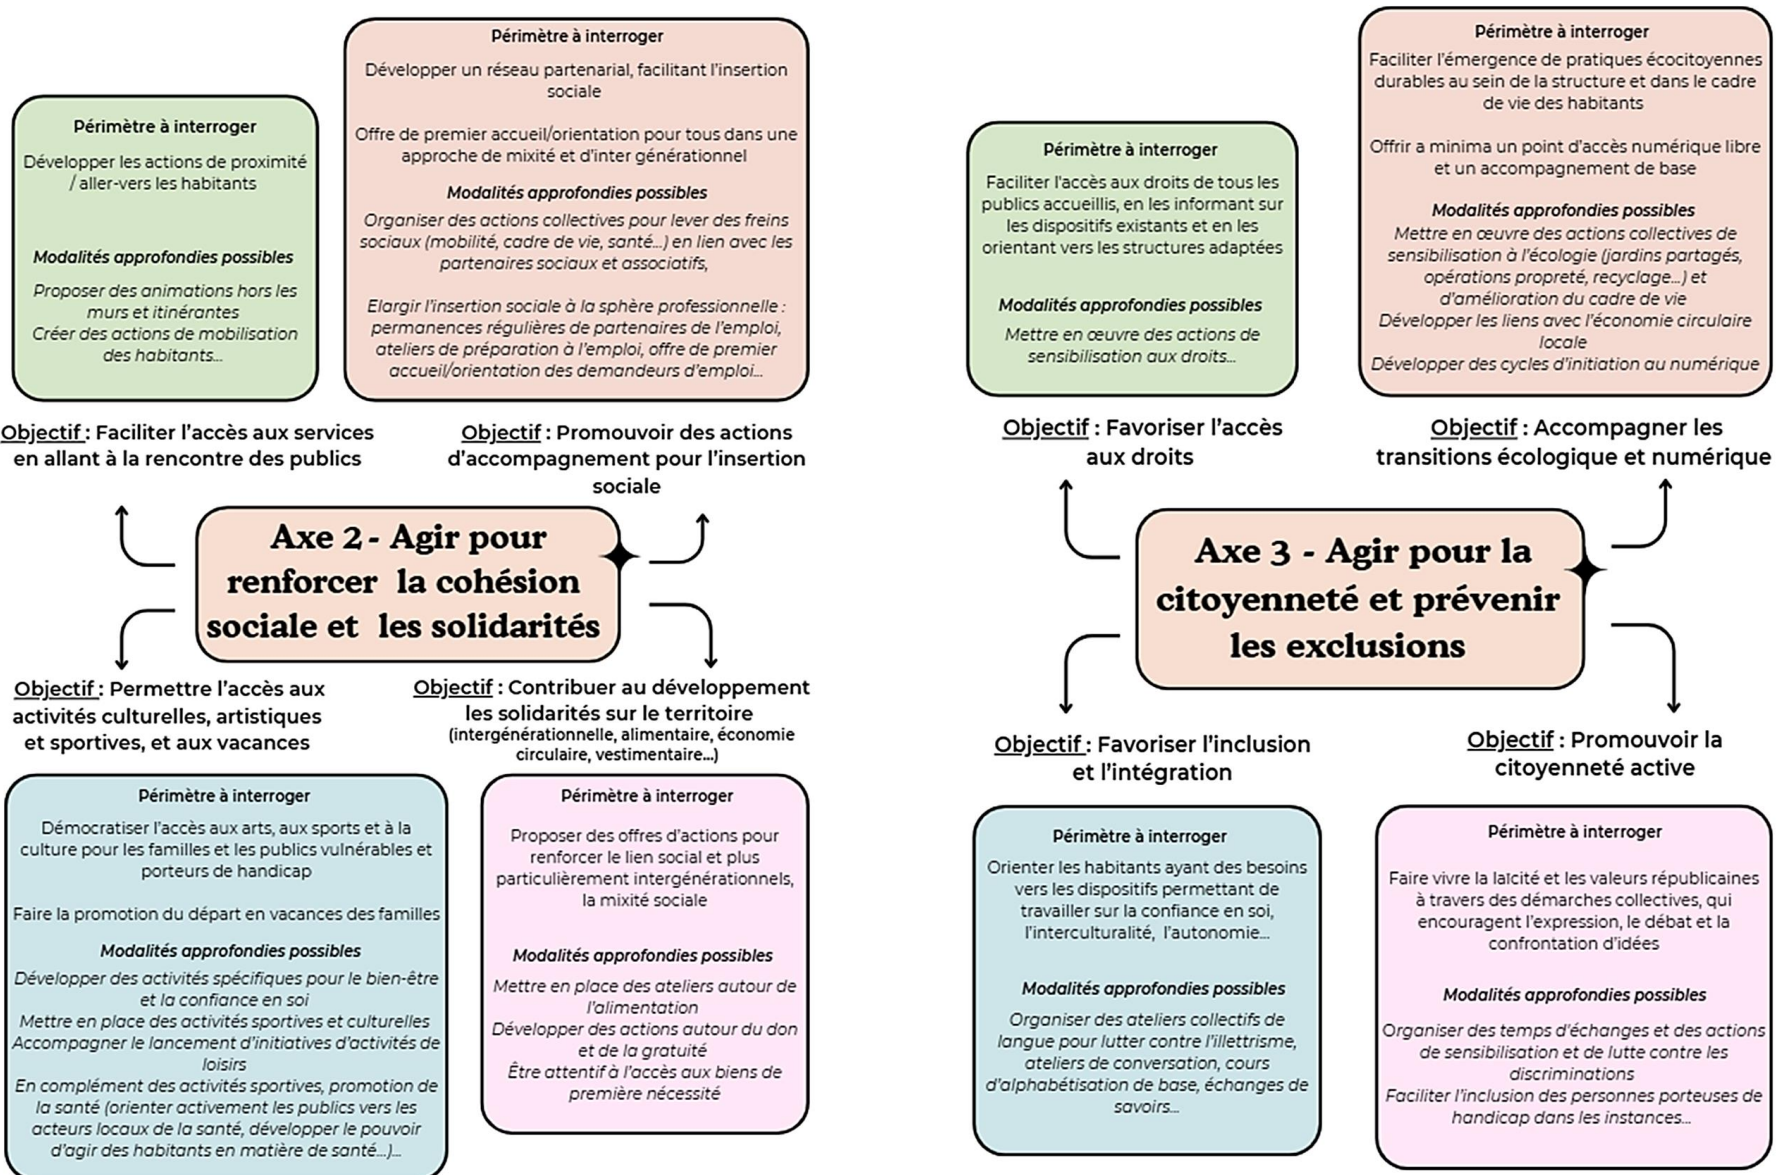 Périmètre à interroger
Développer les actions de proximité
/ aller-vers les habitants
Modalités approfondies possibles
Proposer des animations hors les
murs et itinérantes
Créer des actions de mobilisation
des habitants...
Objectif : Faciliter l'accès aux services
en allant à la rencontre des publics
Périmètre à interroger
Développer un réseau partenarial, facilitant l'insertion
sociale
Offre de premier accueil/orientation pour tous dans une
approche de mixité et d'inter générationnel
Modalités approfondies possibles
Organiser des actions collectives pour lever des freins
sociaux (mobilité, cadre de vie, santé...) en lien avec les
partenaires sociaux et associatifs,
Elargir l'insertion sociale à la sphère professionnelle :
permanences régulières de partenaires de l'emploi,
ateliers de préparation à l'emploi, offre de premier
accueil/orientation des demandeurs d'emploi...
Objectif : Promouvoir des actions
d'accompagnement pour l'insertion
sociale
Axe 2 - Agir pour
renforcer la cohésion
sociale et les solidarités
Objectif : Permettre l'accès aux
activités culturelles, artistiques
et sportives, et aux vacances
Périmètre à interroger
Démocratiser l'accès aux arts, aux sports et à la
culture pour les familles et les publics vulnérables et
porteurs de handicap
Faire la promotion du départ en vacances des familles
Modalités approfondies possibles
Développer des activités spécifiques pour le bien-être
et la confiance en soi
Mettre en place des activités sportives et culturelles
Accompagner le lancement d'initiatives d'activités de
loisirs
En complément des activités sportives, promotion de
la santé (orienter activement les publics vers les
acteurs locaux de la santé, développer le pouvoir
d'agir des habitants en matière de santé...)...
Objectif : Contribuer au développement
les solidarités sur le territoire
(intergénérationnelle, alimentaire, économie
circulaire, vestimentaire...)
Périmètre à interroger
Proposer des offres d'actions pour
renforcer le lien social et plus
particulièrement intergénérationnels,
la mixité sociale
Modalités approfondies possibles
Mettre en place des ateliers autour de
l'alimentation
Développer des actions autour du don
et de la gratuité
Être attentif à l'accès aux biens de
première nécessité
Périmètre à interroger
Faciliter l'accès aux droits de tous les
publics accueillis, en les informant sur
les dispositifs existants et en les
orientant vers les structures adaptées
Modalités approfondies possibles
Mettre en œuvre des actions de
sensibilisation aux droits...
Objectif : Favoriser l'accès
aux droits
Périmètre à interroger
Faciliter l'émergence de pratiques écocitoyennes
durables au sein de la structure et dans le cadre
de vie des habitants
Offrir a minima un point d'accès numérique libre
et un accompagnement de base
Modalités approfondies possibles
Mettre en œuvre des actions collectives de
sensibilisation à l'écologie (jardins partagés,
opérations propreté, recyclage...) et
d'amélioration du cadre de vie
Développer les liens avec l'économie circulaire
locale
Développer des cycles d'initiation au numérique
Objectif : Accompagner les
transitions écologique et numérique
Axe 3 - Agir pour la
citoyenneté et prévenir
les exclusions
Objectif : Favoriser l'inclusion
et l'intégration
Périmètre à interroger
Orienter les habitants ayant des besoins
vers les dispositifs permettant de
travailler sur la confiance en soi,
l'interculturalité, l'autonomie...
Modalités approfondies possibles
Organiser des ateliers collectifs de
langue pour lutter contre l'illettrisme,
ateliers de conversation, cours
d'alphabétisation de base, échanges de
savoirs...
Objectif : Promouvoir la
citoyenneté active
Périmètre à interroger
Faire vivre la laïcité et les valeurs républicaines
à travers des démarches collectives, qui
encouragent l'expression, le débat et la
confrontation d'idées
Modalités approfondies possibles
Organiser des temps d'échanges et des actions
de sensibilisation et de lutte contre les
discriminations
Faciliter l'inclusion des personnes porteuses de
handicap dans les instances...